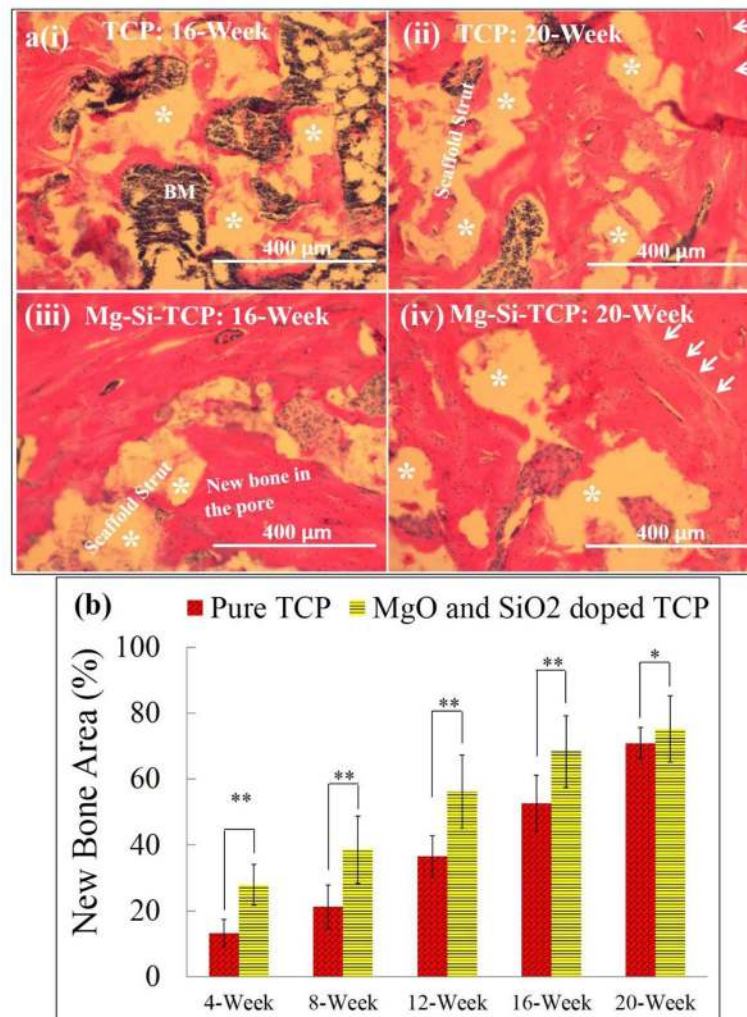 a(i) TCP: 16-Week
*
*
BM
*
400 μm
(ii) TCP: 20-Week
*
*
Scaffold Strut
*
*
400 μm
(iii) Mg-Si-TCP: 16-Week
Scaffold Strut
*
New bone in
the pore
*
400 μm
(iv) Mg-Si-TCP: 20-Week
*
*
*
400 μm
(b)
Pure TCP MgO and SiO2 doped TCP
New Bone Area (%)
100
80
60
40
20
0
**
**
**
**
*
4-Week 8-Week 12-Week 16-Week 20-Week